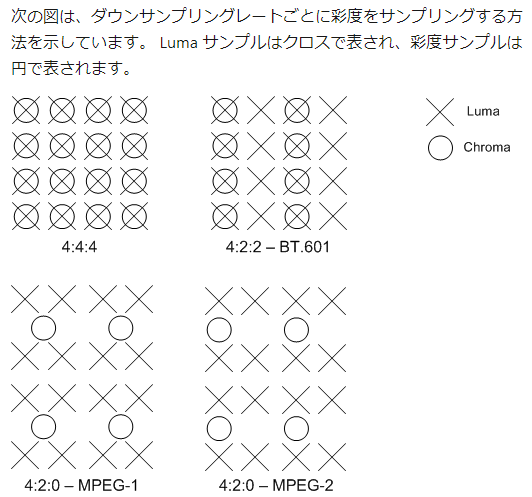 次の図は、ダウンサンプリングレートごとに彩度をサンプリングする方
法を示しています。 Luma サンプルはクロスで表され、彩度サンプルは
円で表されます。
Luma
Chroma
4:4:4
4:2:2 – BT.601
4:2:0 – MPEG-1
4:2:0 – MPEG-2